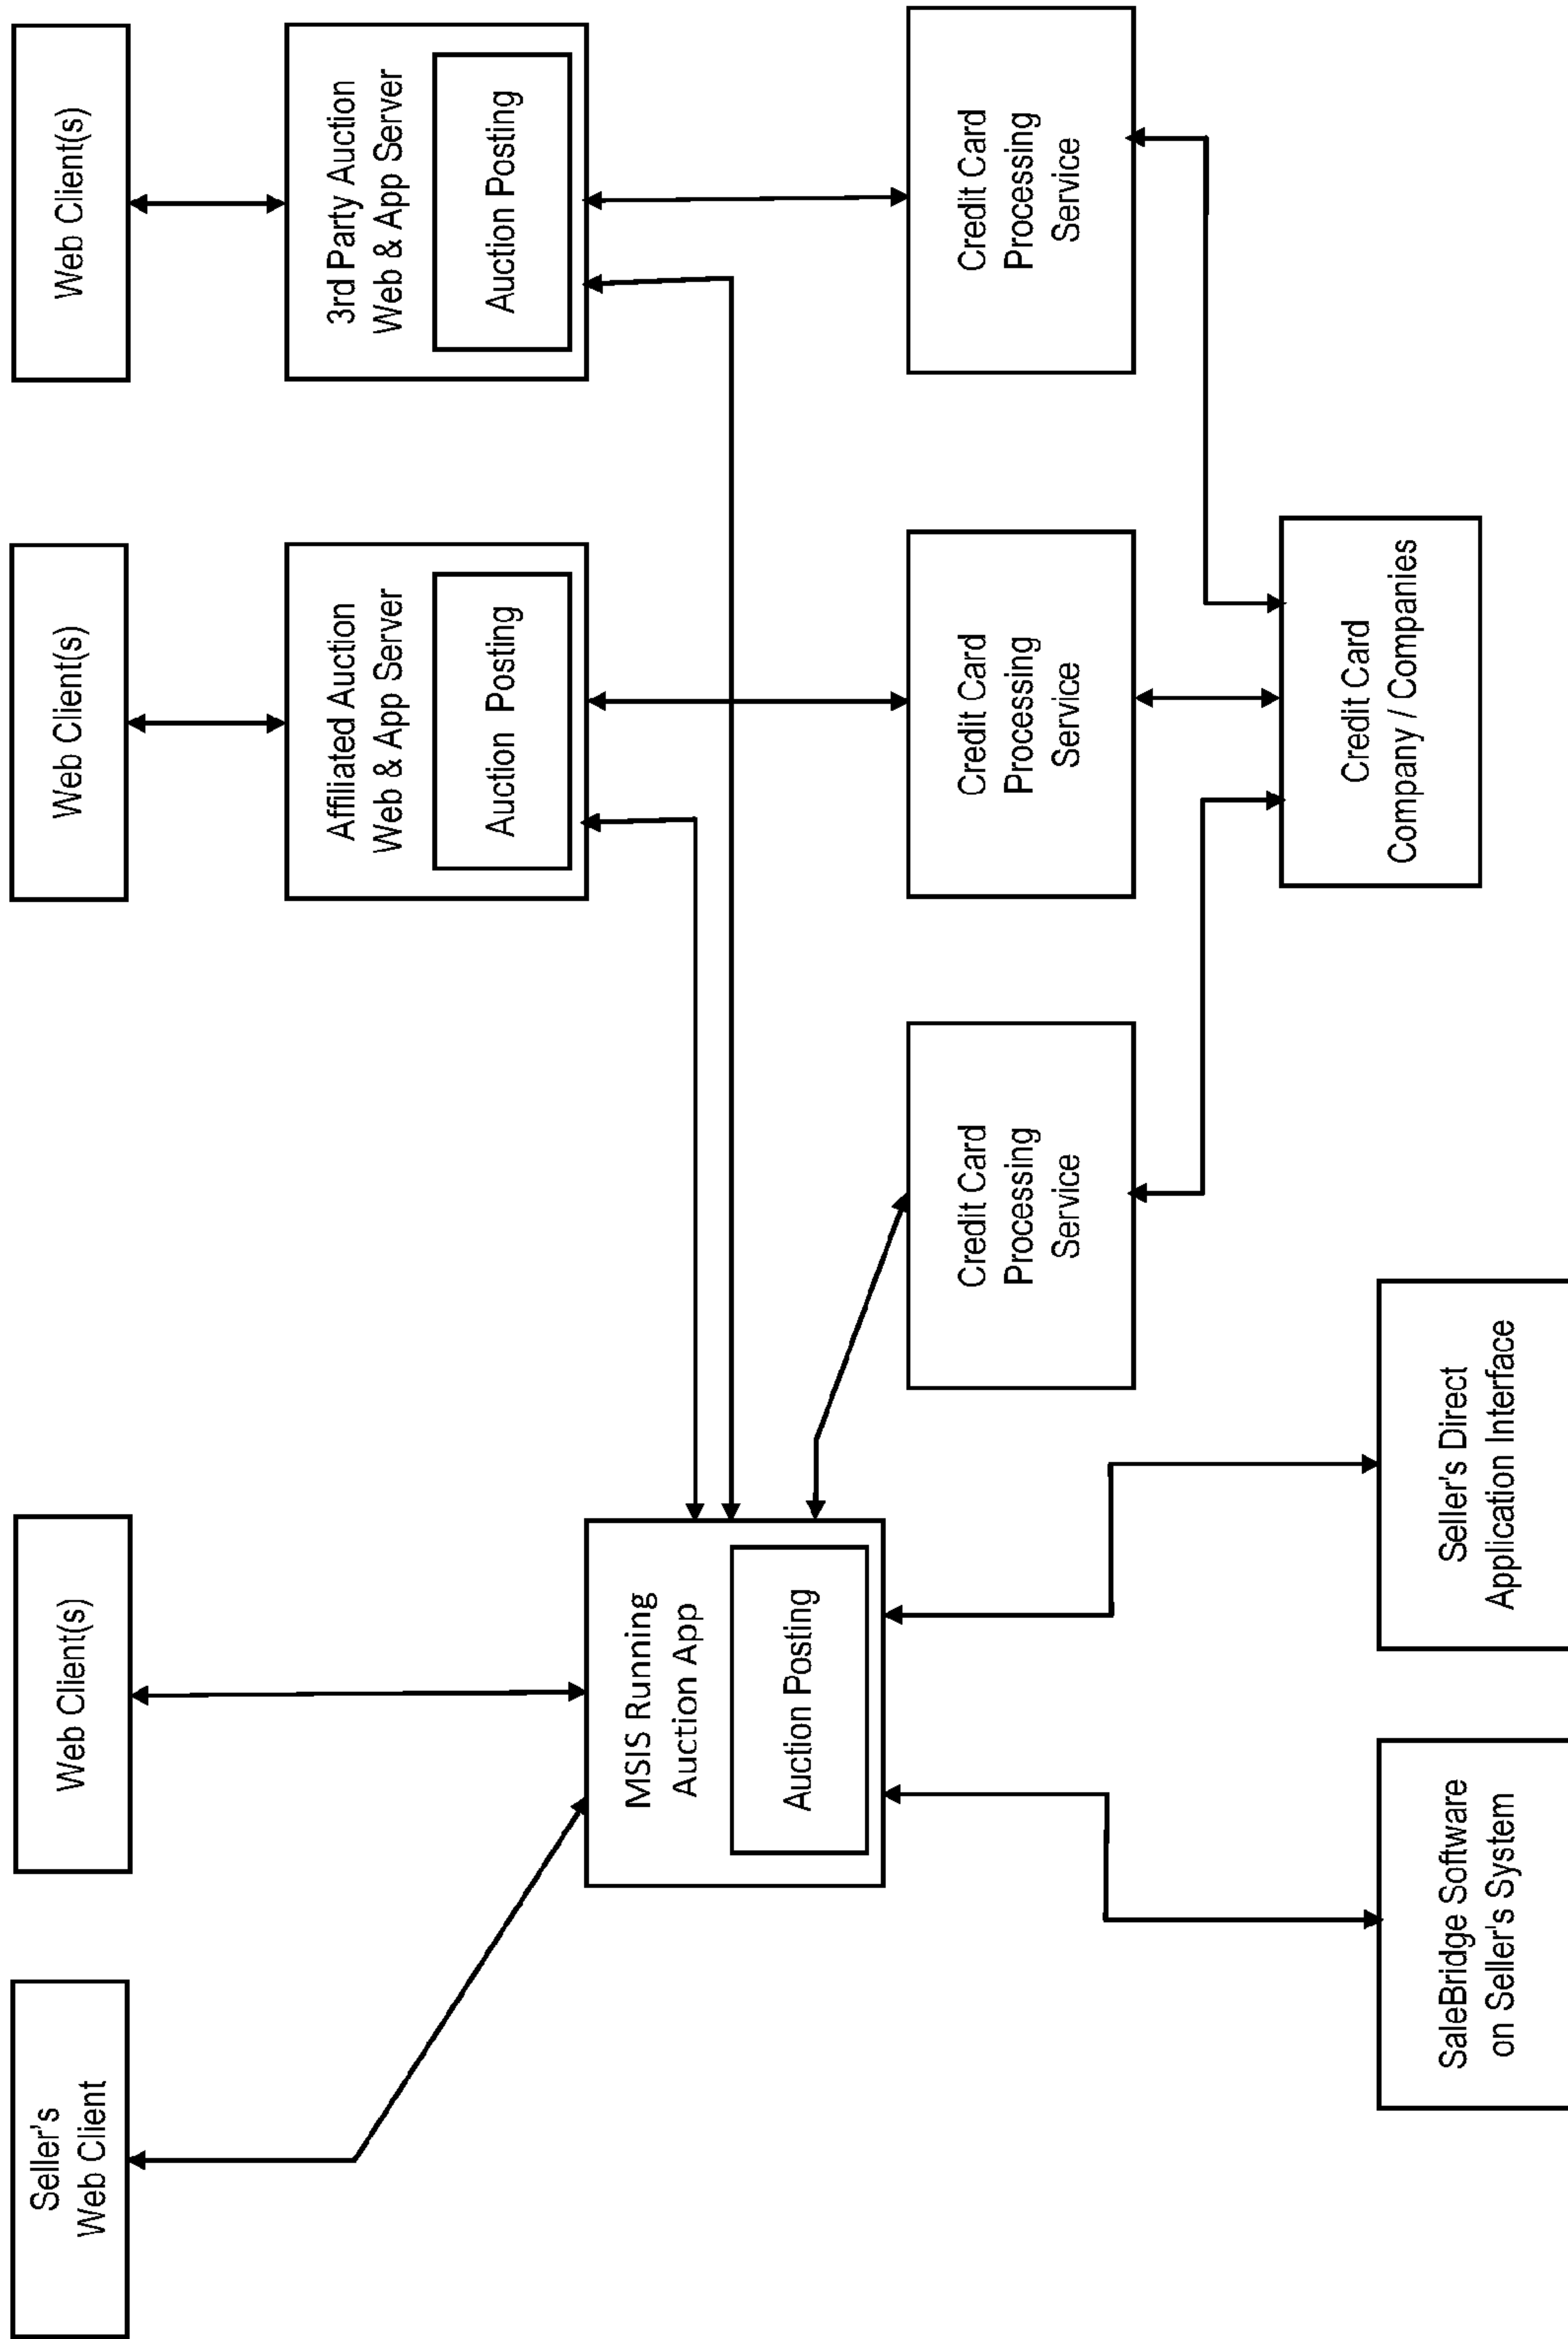 Seller's
Web Client
Web Client(s)
Web Client(s)
Web Client(s)
Affiliated Auction
Web & App Server
Auction Posting
3rd Party Auction
Web & App Server
Auction Posting
MSIS Running
Auction App
Auction Posting
Credit Card
Processing
Service
Credit Card
Processing
Service
Credit Card
Processing
Service
Credit Card
Company / Companies
SaleBridge Software
on Seller's System
Seller's Direct
Application Interface